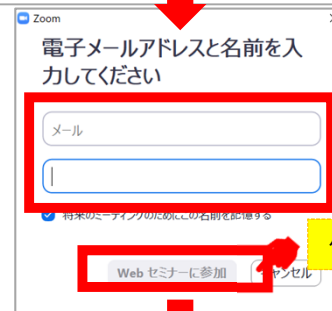 Zoom
電子メールアドレスと名前を入
力してください
メール
将来のミーティングのためにこの名前を記憶する
Web セミナーに参加
キャンセル